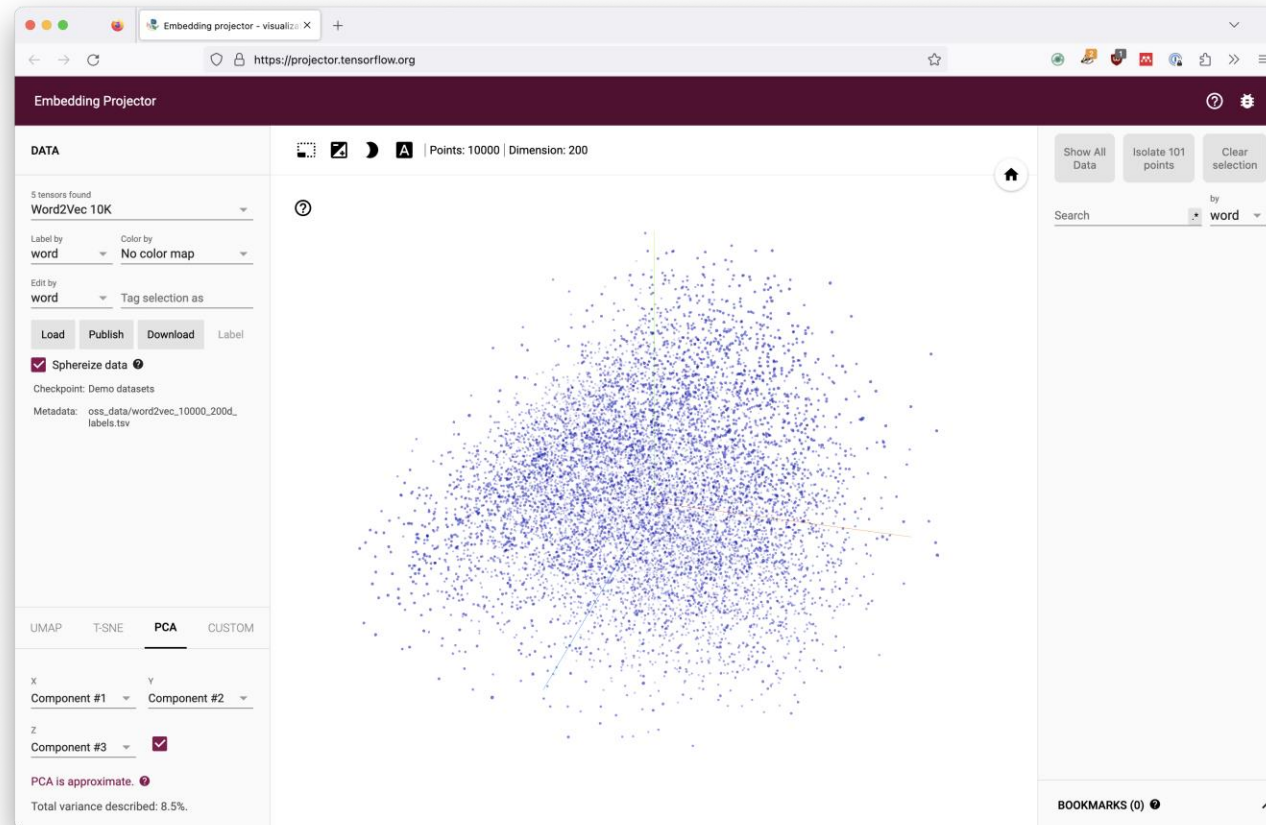 Embedding projector - visualiza
https://projector.tensorflow.org
2
1
Embedding Projector
DATA
5 tensors found
Word2Vec 10K
Label by
Color by
word
No color map
Edit by
word
Tag selection as
Load
Publish
Download
Label
Sphereize data
Checkpoint: Demo datasets
Metadata: oss_data/word2vec_10000_200d_
labels.tsv
UMAP
T-SNE
PCA
CUSTOM
X
Y
Component #1
Component #2
Z
Component #3
PCA is approximate.
Total variance described: 8.5%.
A
Points: 10000 | Dimension: 200
Show All
Data
Isolate 101
points
Clear
selection
Search
.*
by
word
BOOKMARKS (0)